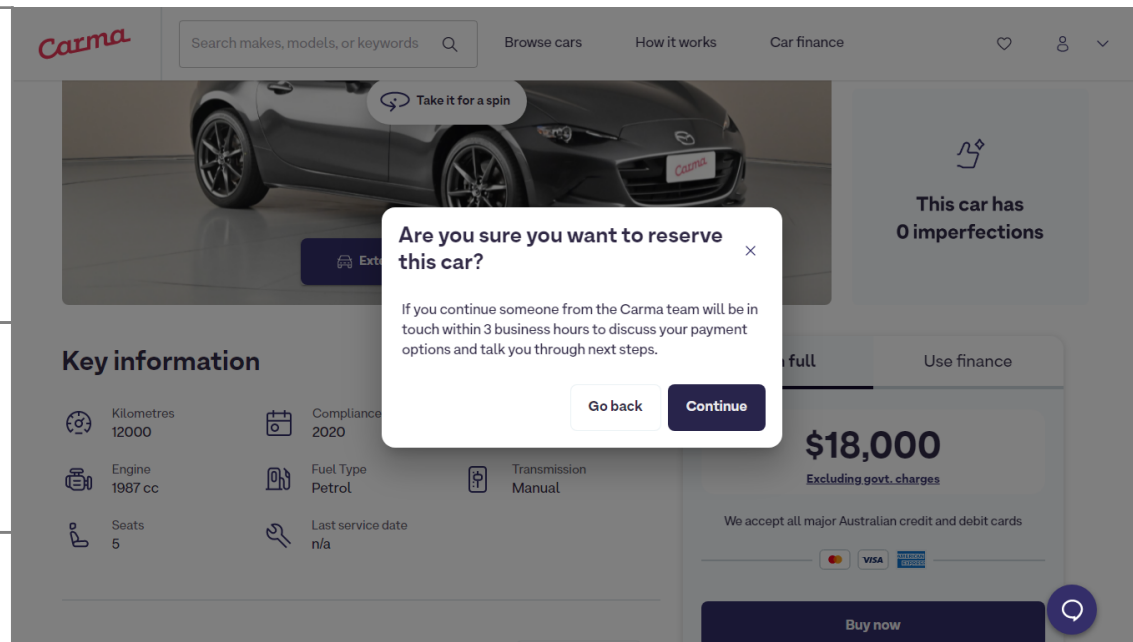 Carma
Search makes, models, or keywords
Browse cars
How it works
Car finance
Take it for a spin
Carma
This car has
0 imperfections
Are you sure you want to reserve
this car?
If you continue someone from the Carma team will be in
touch within 3 business hours to discuss your payment
options and talk you through next steps.
Go back
Continue
Key information
Kilometres
12000
Compliance
2020
Engine
1987 cc
Fuel Type
Petrol
Transmission
Manual
Seats
5
Last service date
n/a
full
Use finance
$18,000
Excluding govt. charges
We accept all major Australian credit and debit cards
VISA
AMERICAN
EXPRESS
Buy now